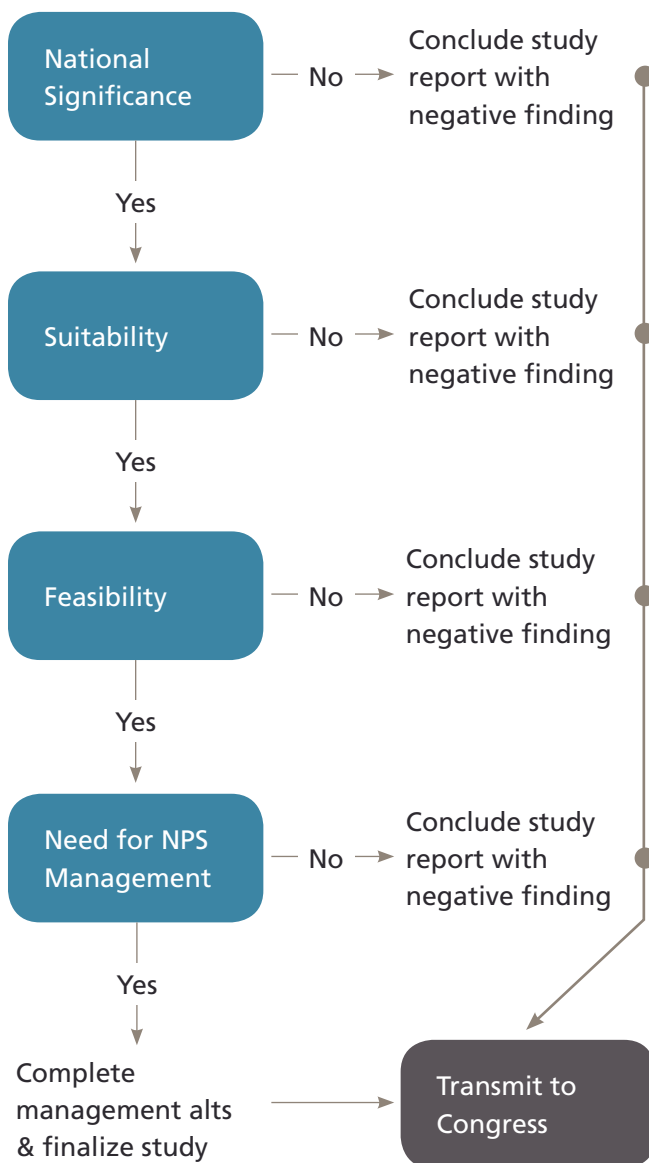 National
Significance
No
Conclude study
report with
negative finding
Yes
Suitability
No
Conclude study
report with
negative finding
Yes
Feasibility
No
Conclude study
report with
negative finding
Yes
Need for NPS
Management
No
Conclude study
report with
negative finding
Yes
Complete
management alts
& finalize study
Transmit to
Congress